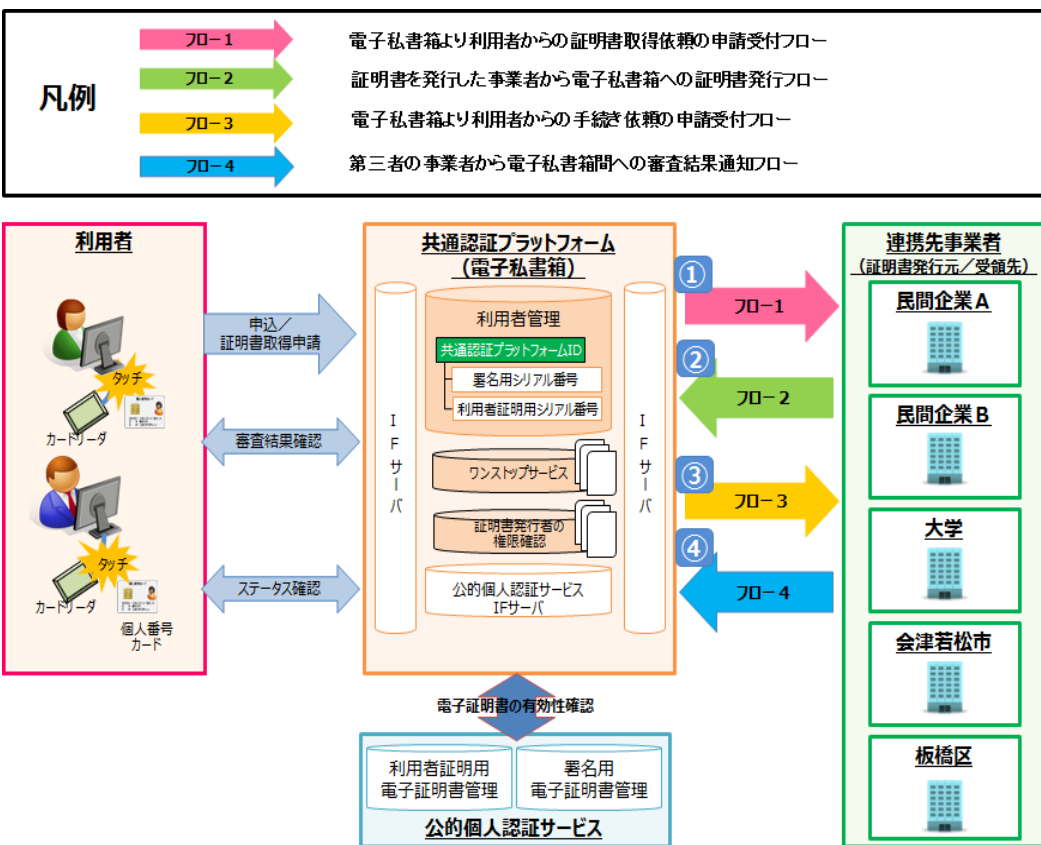 凡例
フロー1
電子私書箱より利用者からの証明書取得依頼の申請受付フロー
フロー2
証明書を発行した事業者から電子私書箱への証明書発行フロー
フロー3
電子私書箱より利用者からの手続き依頼の申請受付フロー
フロー4
第三者の事業者から電子私書箱間への審査結果通知フロー
利用者
タッチ
カードリーダ
タッチ
カードリーダ
個人番号
カード
申込/
証明書取得申請
審査結果確認
ステータス確認
共通認証プラットフォーム
(電子私書箱)
IFサーバ
利用者管理
共通認証プラットフォームID
署名用シリアル番号
利用者証明用シリアル番号
ワンストップサービス
証明書発行者の
権限確認
公的個人認証サービス
IFサーバ
IFサーバ
①
フロー1
②
フロー2
③
フロー3
④
フロー4
連携先事業者
(証明書発行元/受領先)
民間企業A
民間企業B
大学
会津若松市
板橋区
電子証明書の有効性確認
利用者証明用
電子証明書管理
署名用
電子証明書管理
公的個人認証サービス